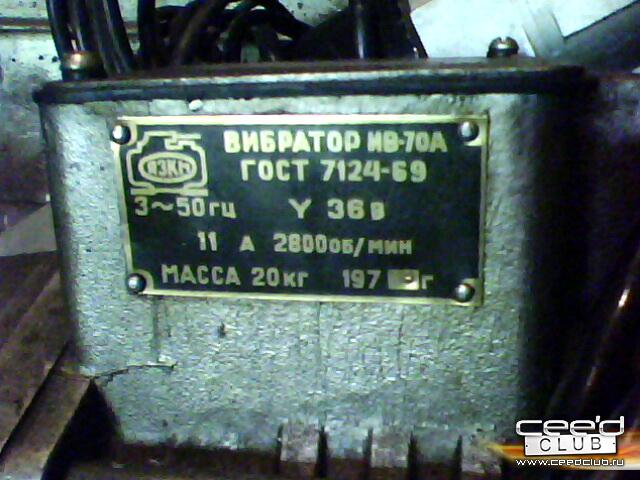 ВИБРАТОР ИВ-70А
ГОСТ 7124-69
3~50гц Y 36в
11 А 2800об/мин
МАССА 20кг 197 г
cee'd
CLUB
www.ceedclub.ru